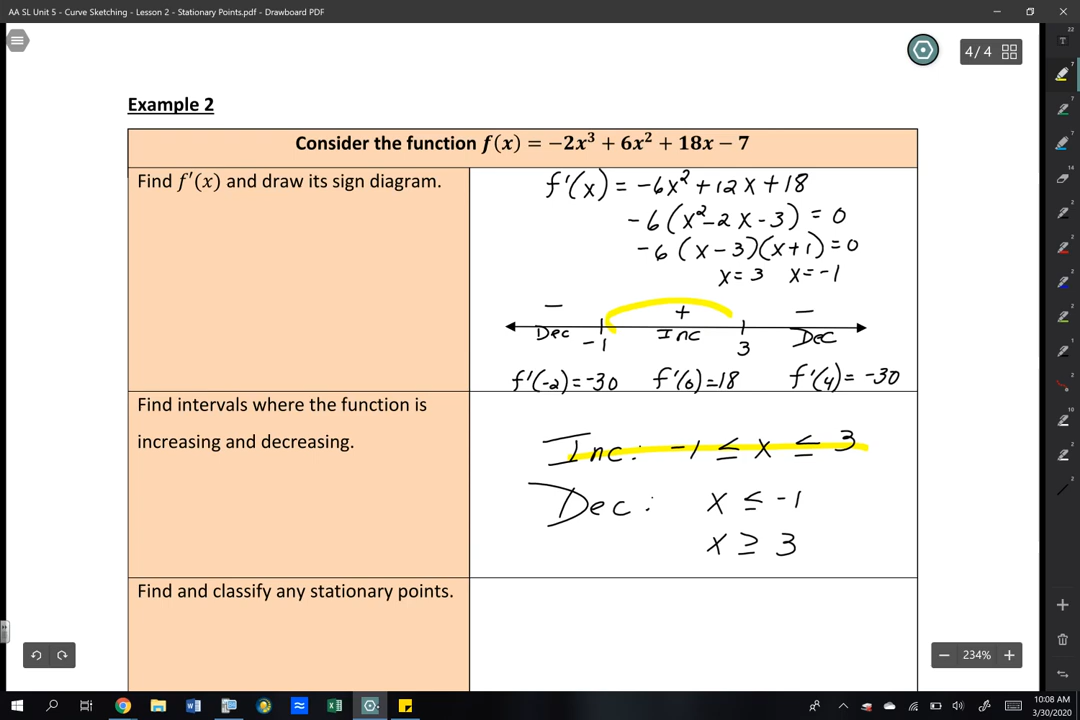 AA SL Unit 5 - Curve Sketching - Lesson 2 - Stationary Points.pdf - Drawboard PDF
4/4
Example 2
Consider the function f(x) = −2x³ + 6x² + 18x − 7
Find f′(x) and draw its sign diagram.
f'(x) = -6x² + 12x + 18
-6(x² - 2x - 3) = 0
-6(x - 3)(x + 1) = 0
x = 3 x = -1
− + −
Dec Inc Dec
-1 3
f'(-2) = -30 f'(0) = 18 f'(4) = -30
Find intervals where the function is
increasing and decreasing.
Inc: -1 ≤ x ≤ 3
Dec: x ≤ -1
x ≥ 3
Find and classify any stationary points.
234%
10:08 AM
3/30/2020